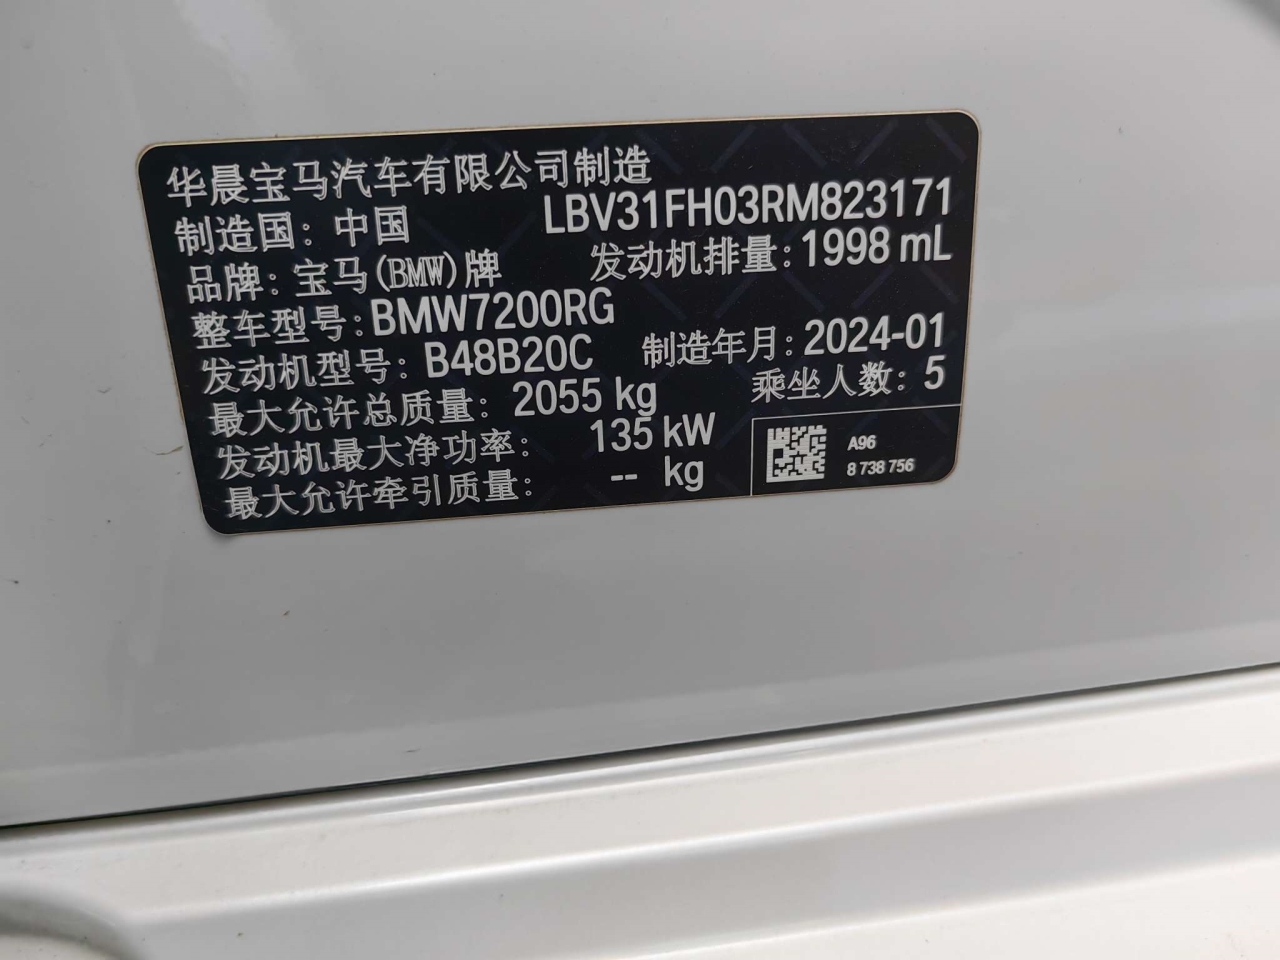 华晨宝马汽车有限公司制造
制造国：中国 LBV31FH03RM823171
品牌：宝马(BMW)牌 发动机排量：1998 mL
整车型号：BMW7200RG
发动机型号：B48B20C 制造年月：2024-01
最大允许总质量：2055 kg 乘坐人数：5
发动机最大净功率：135 kW
最大允许牵引质量：-- kg
A96
8 738 756